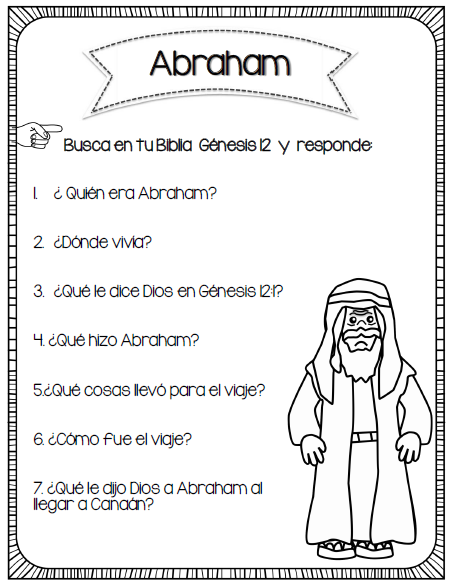 Abraham
Busca en tu Biblia Génesis 12 y responde:
1. ¿ Quién era Abraham?
2. ¿Dónde vivía?
3. ¿Qué le dice Dios en Génesis 12:1?
4. ¿Qué hizo Abraham?
5.¿Qué cosas llevó para el viaje?
6. ¿Cómo fue el viaje?
7. ¿Qué le dijo Dios a Abraham al
llegar a Canaán?